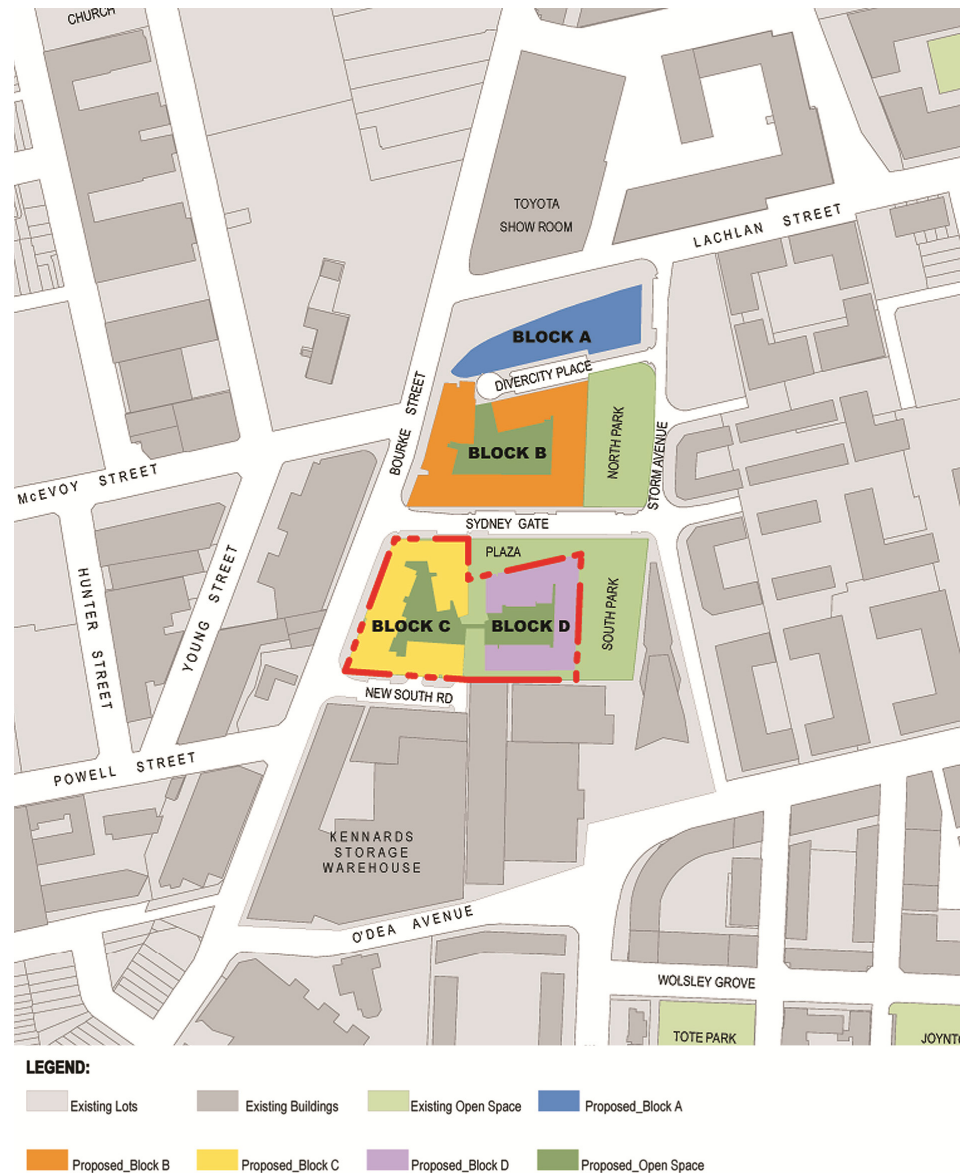 CHURCH
TOYOTA
SHOW ROOM
LACHLAN STREET
BLOCK A
DIVERCITY PLACE
BOURKE STREET
BLOCK B
NORTH PARK
STORM AVENUE
McEVOY STREET
SYDNEY GATE
PLAZA
HUNTER STREET
YOUNG STREET
BLOCK C
BLOCK D
SOUTH PARK
NEW SOUTH RD
POWELL STREET
KENNARDS
STORAGE
WAREHOUSE
O'DEA AVENUE
WOLSLEY GROVE
TOTE PARK
JOYNTO
LEGEND:
Existing Lots
Existing Buildings
Existing Open Space
Proposed_Block A
Proposed_Block B
Proposed_Block C
Proposed_Block D
Proposed_Open Space